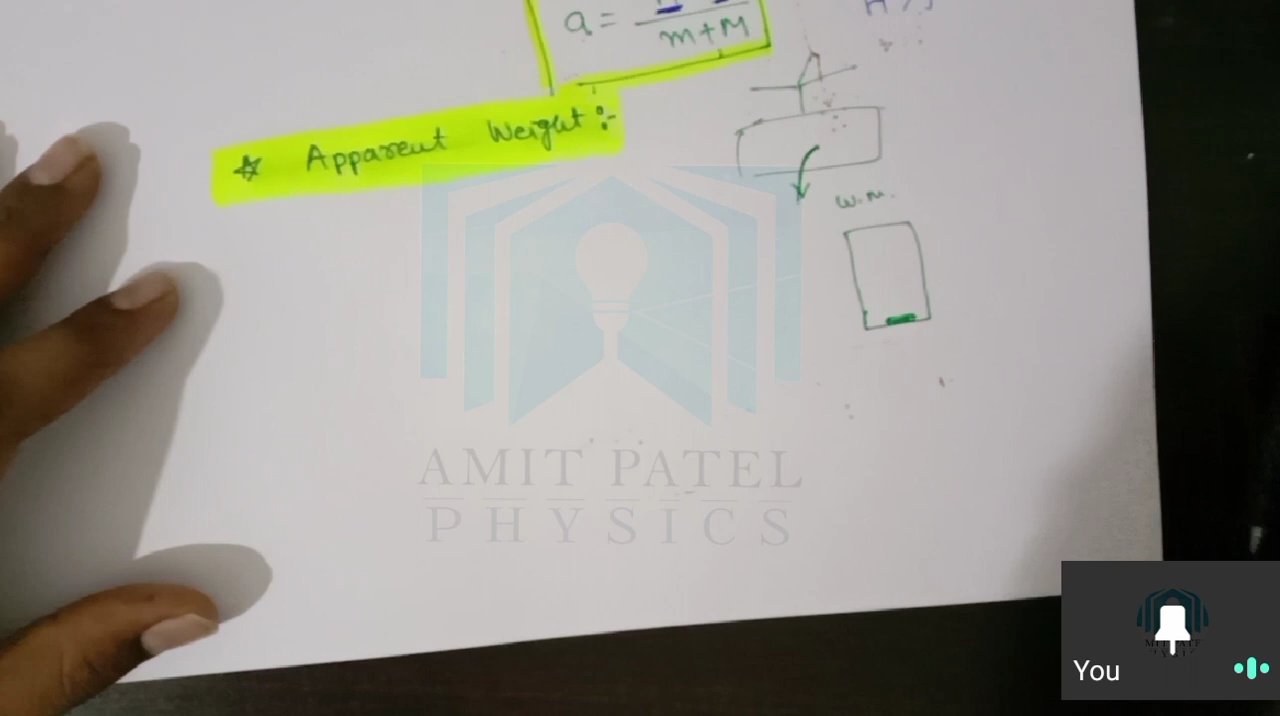 a =
m+M
☆ Apparent Weight :-
W.M.
AMIT PATEL
PHYSICS
You